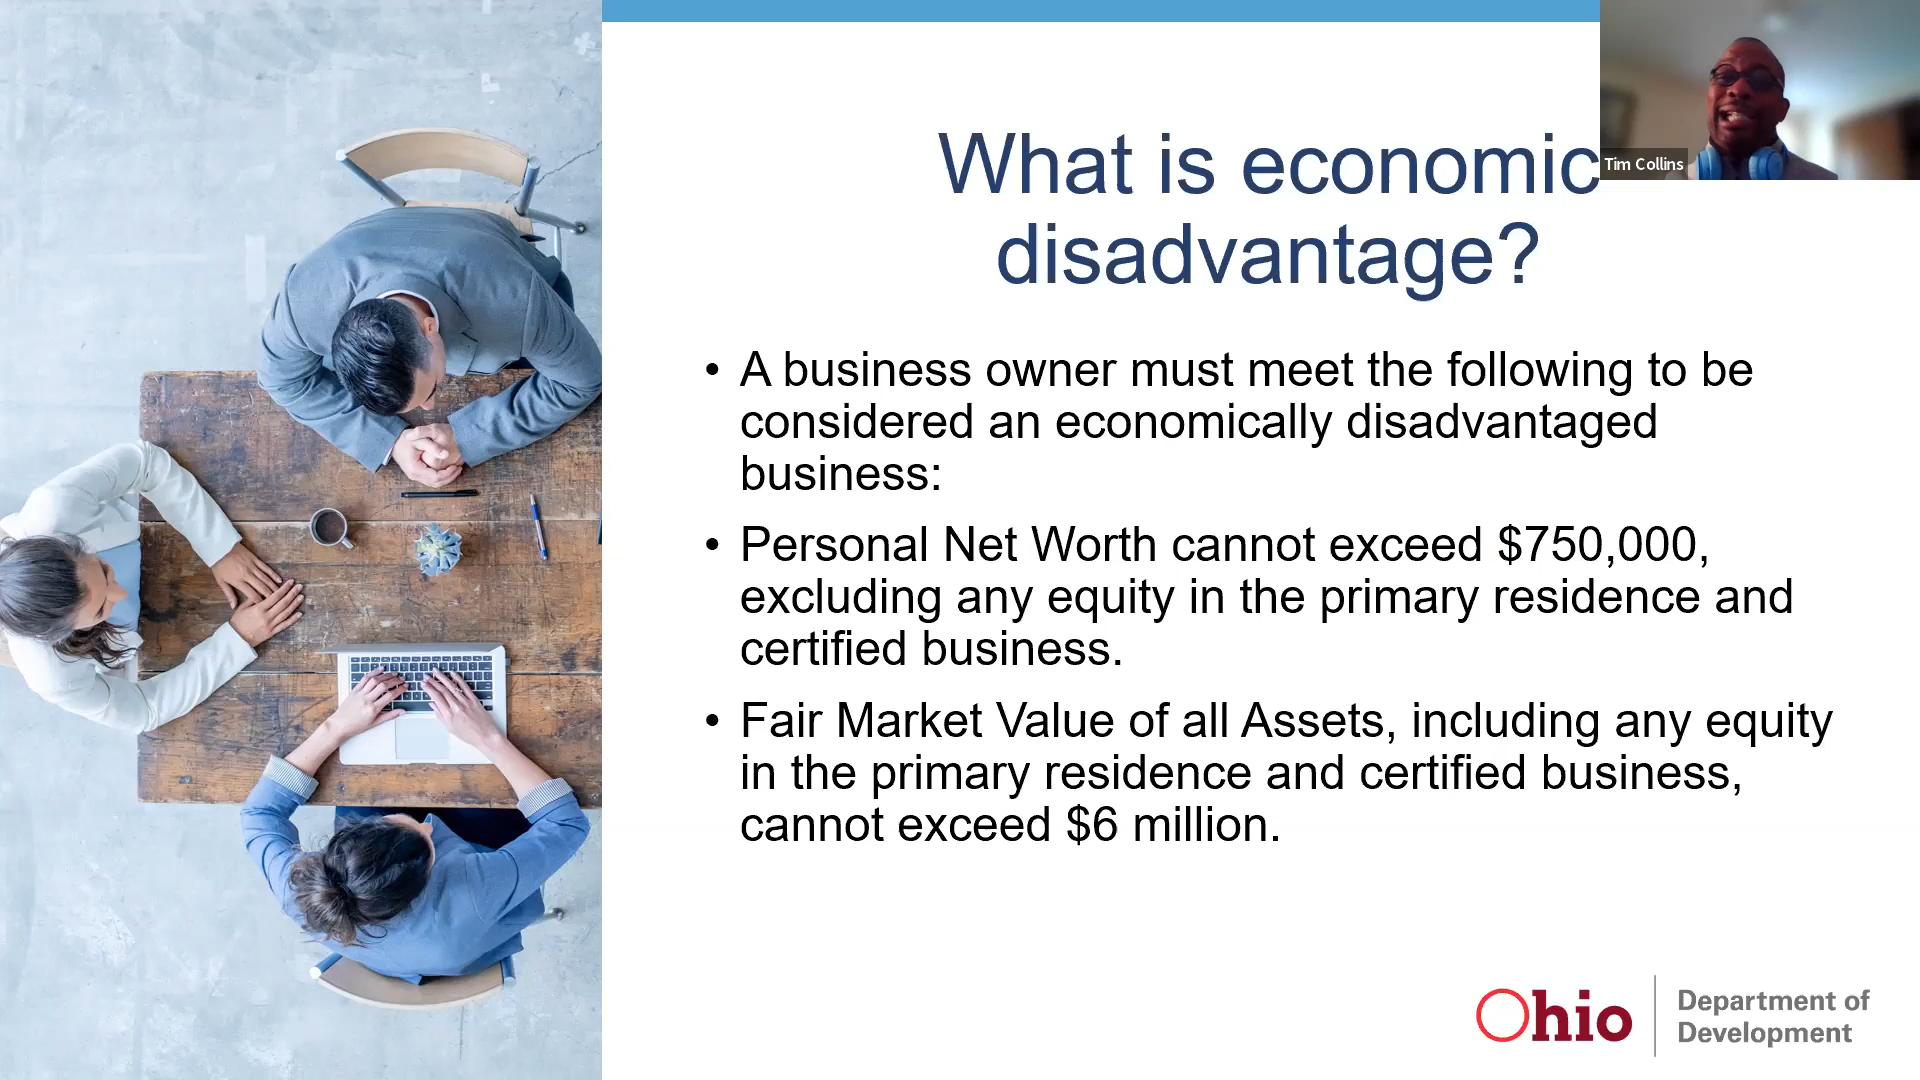 What is economic
disadvantage?
Tim Collins
• A business owner must meet the following to be
considered an economically disadvantaged
business:
• Personal Net Worth cannot exceed $750,000,
excluding any equity in the primary residence and
certified business.
• Fair Market Value of all Assets, including any equity
in the primary residence and certified business,
cannot exceed $6 million.
Ohio
Department of
Development